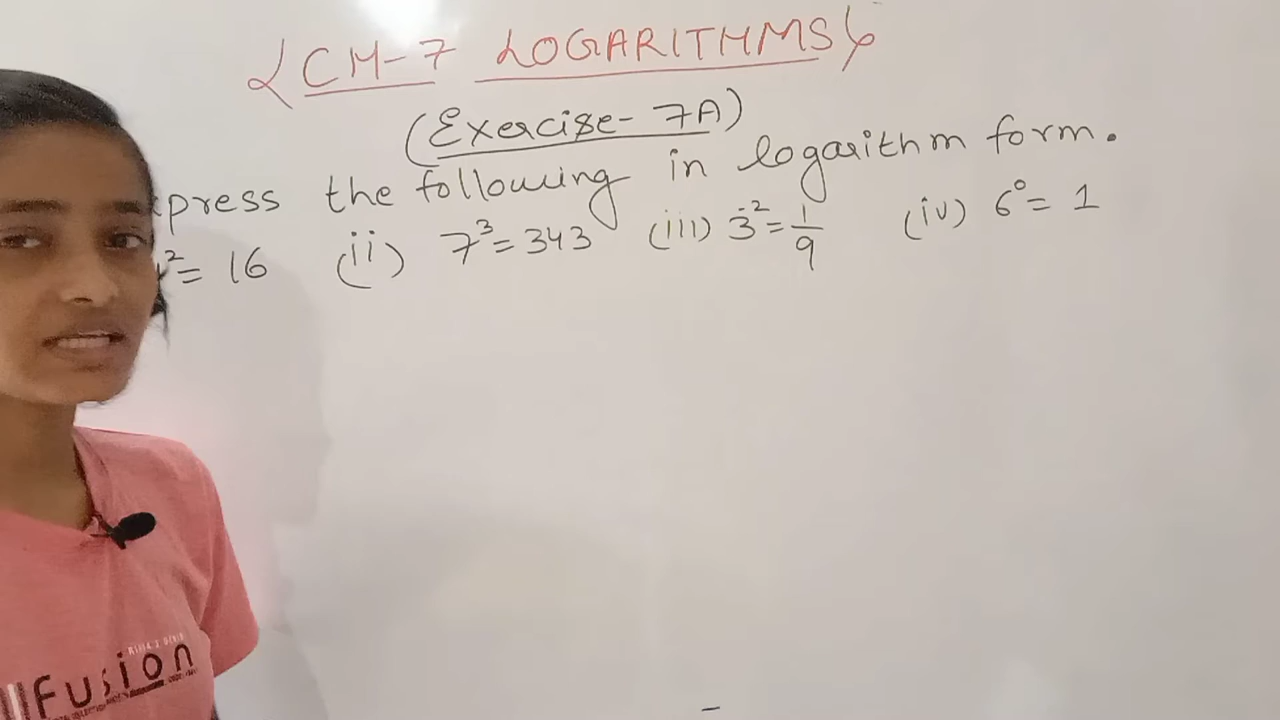 CH-7 LOGARITHMS
(Exercise-7A)
press the following in logarithm form.
²= 16 (ii) 7³=343 (iii) 3⁻²=1/9 (iv) 6⁰= 1
Fusion